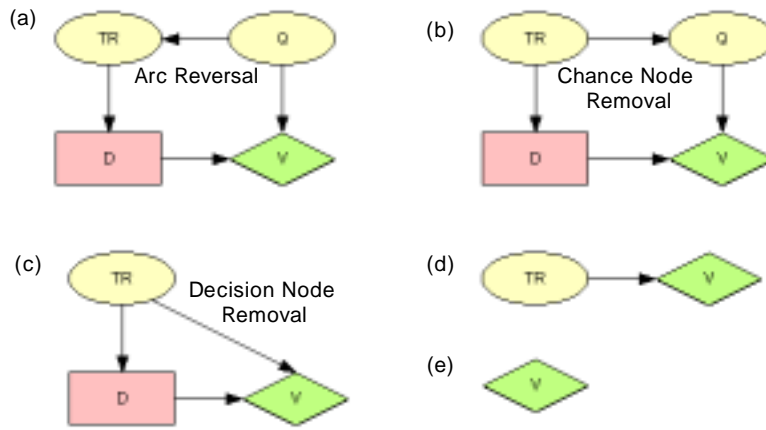 (a)
TR
Q
Arc Reversal
D
V
(b)
TR
Q
Chance Node
Removal
D
V
(c)
TR
Decision Node
Removal
D
V
(d)
TR
V
(e)
V